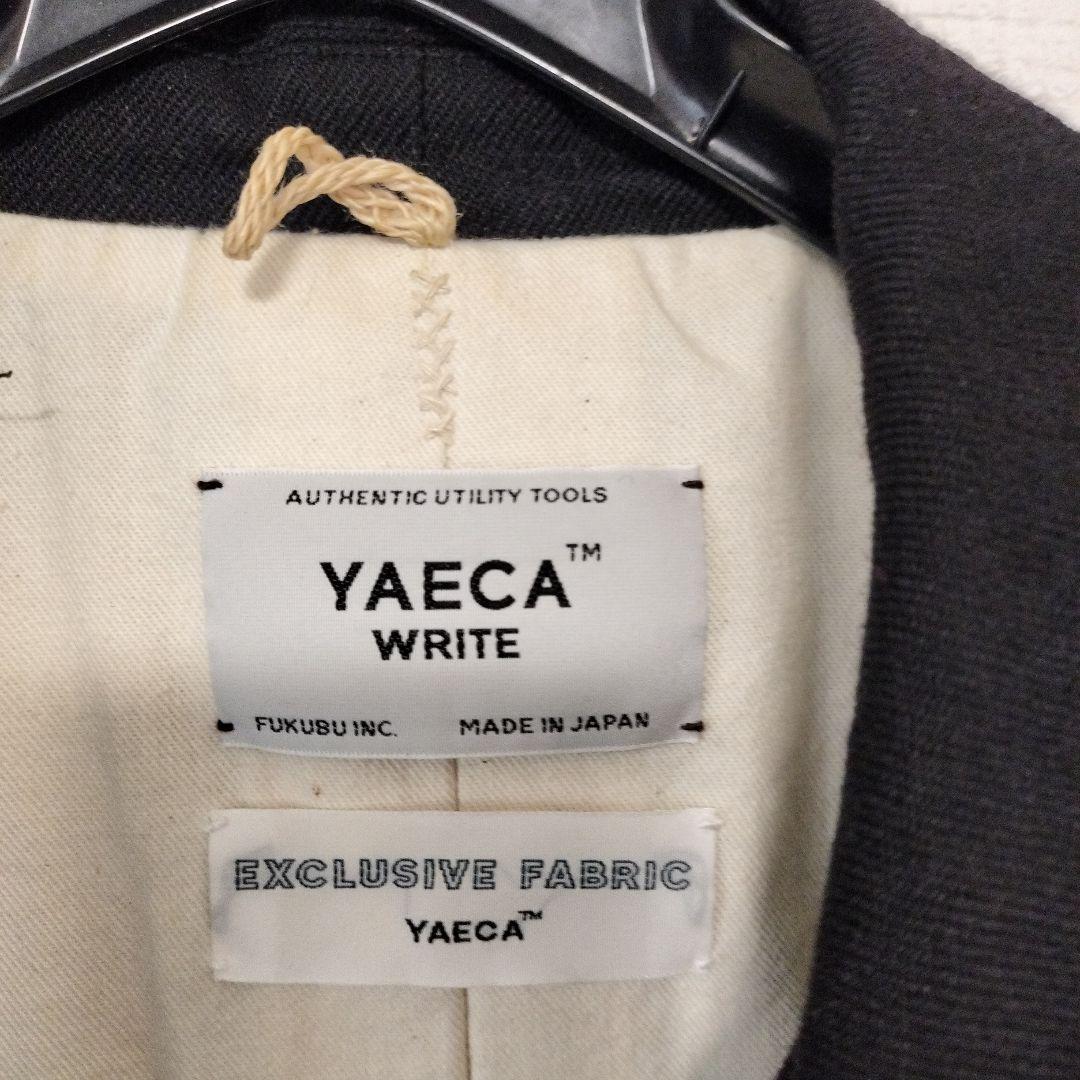 AUTHENTIC UTILITY TOOLS
YAECA™
WRITE
FUKUBU INC. MADE IN JAPAN
EXCLUSIVE FABRIC
YAECA™